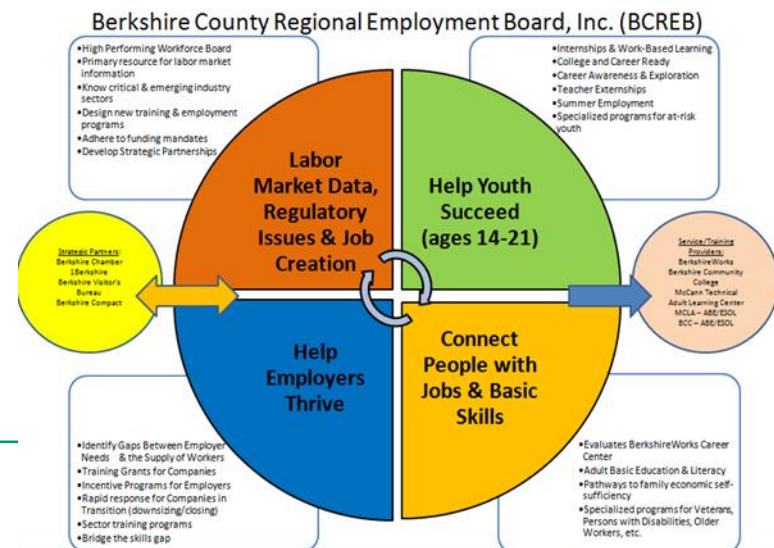 Berkshire County Regional Employment Board, Inc. (BCREB)
•High Performing Workforce Board
•Primary resource for labor market
information
•Know critical & emerging industry
sectors
•Design new training & employment
programs
•Adhere to funding mandates
•Develop Strategic Partnerships
•Internships & Work-Based Learning
•College and Career Ready
•Career Awareness & Exploration
•Teacher Externships
•Summer Employment
•Specialized programs for at-risk
youth
Labor
Market Data,
Regulatory
Issues & Job
Creation
Help Youth
Succeed
(ages 14-21)
Strategic Partners:
Berkshire Chamber
1Berkshire
Berkshire Visitor's
Bureau
Berkshire Compact
Service/Training
Providers:
BerkshireWorks
Berkshire Community
College
McCann Technical
Adult Learning Center
MCLA – ABE/ESOL
BCC – ABE/ESOL
Help
Employers
Thrive
Connect
People with
Jobs & Basic
Skills
•Identify Gaps Between Employer
Needs & the Supply of Workers
•Training Grants for Companies
•Incentive Programs for Employers
•Rapid response for Companies in
Transition (downsizing/closing)
•Sector training programs
•Bridge the skills gap
•Evaluates BerkshireWorks Career
Center
•Adult Basic Education & Literacy
•Pathways to family economic self-
sufficiency
•Specialized programs for Veterans,
Persons with Disabilities, Older
Workers, etc.